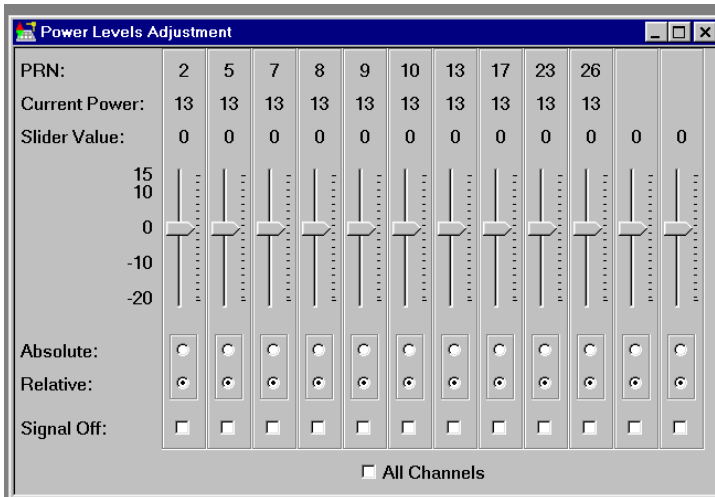 Power Levels Adjustment
PRN: 2 5 7 8 9 10 13 17 23 26
Current Power: 13 13 13 13 13 13 13 13 13 13
Slider Value: 0 0 0 0 0 0 0 0 0 0 0 0
15
10
0
-10
-20
Absolute:
Relative:
Signal Off:
All Channels